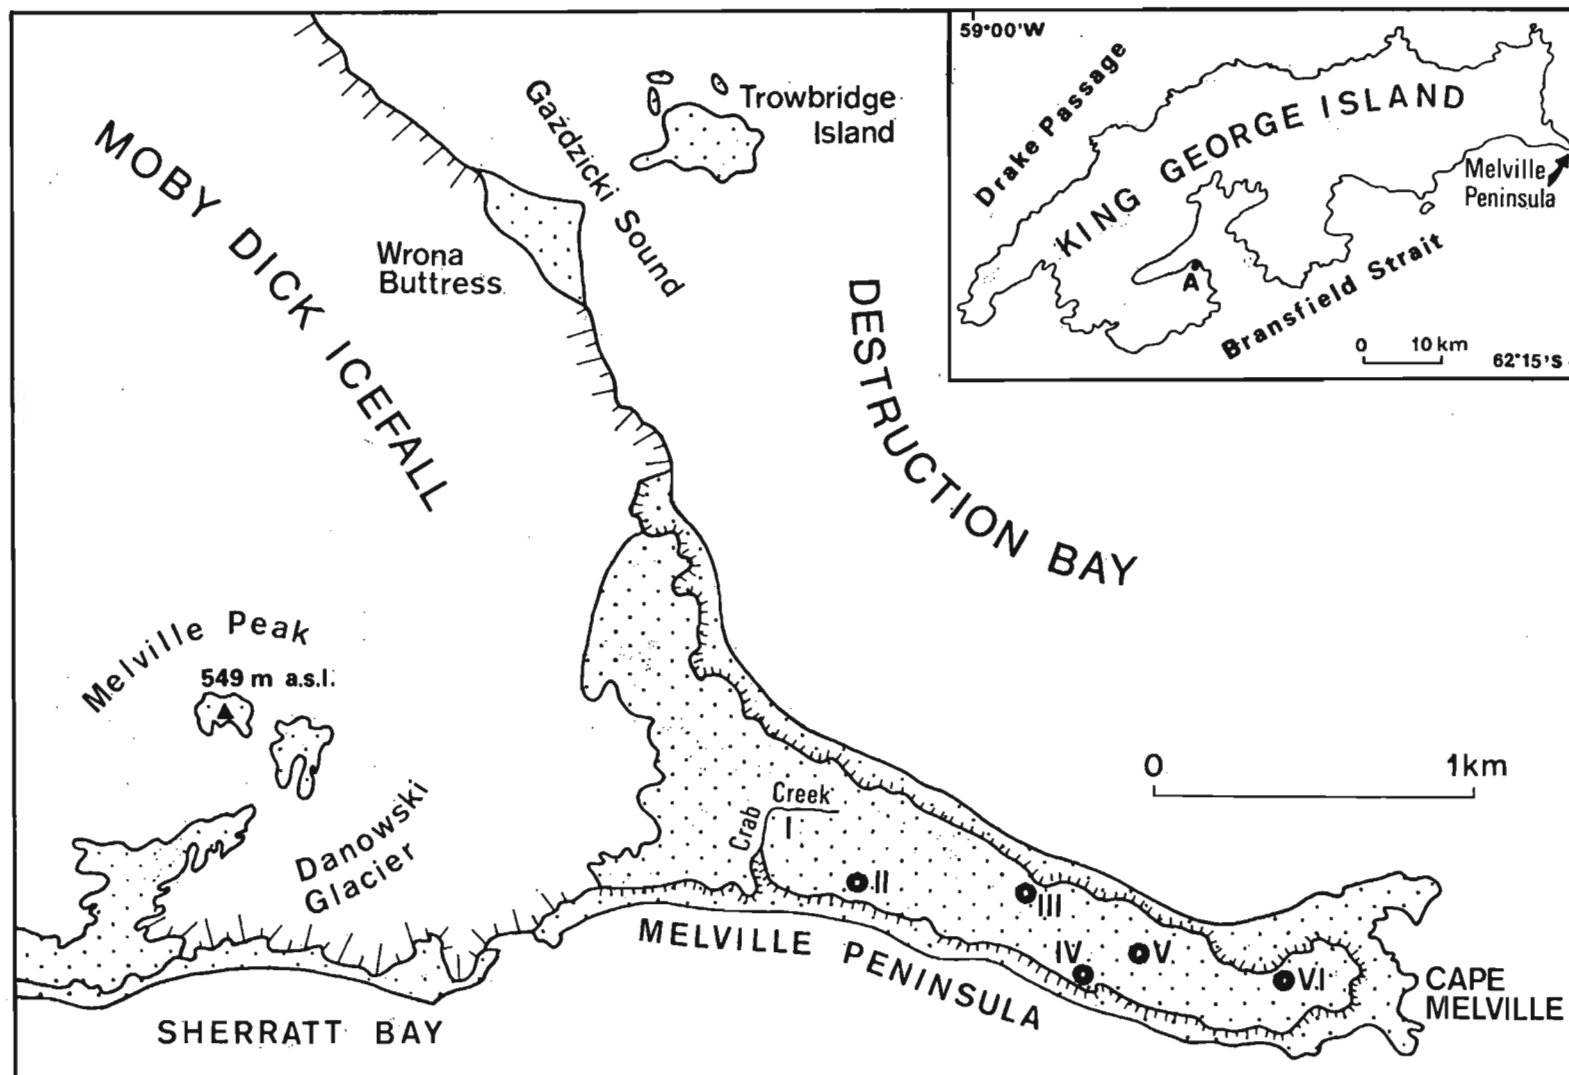 59°00'W
Drake Passage
KING GEORGE ISLAND
Melville
Peninsula
A
Bransfield Strait
0 10 km
62°15'S
Trowbridge
Island
Gaździcki Sound
MOBY DICK ICEFALL
Wrona
Buttress
DESTRUCTION BAY
Melville Peak
549 m a.s.l.
0 1km
Creek
Crab
I
Danowski
Glacier
II
III
IV
V
VI
MELVILLE PENINSULA
CAPE
MELVILLE
SHERRATT BAY